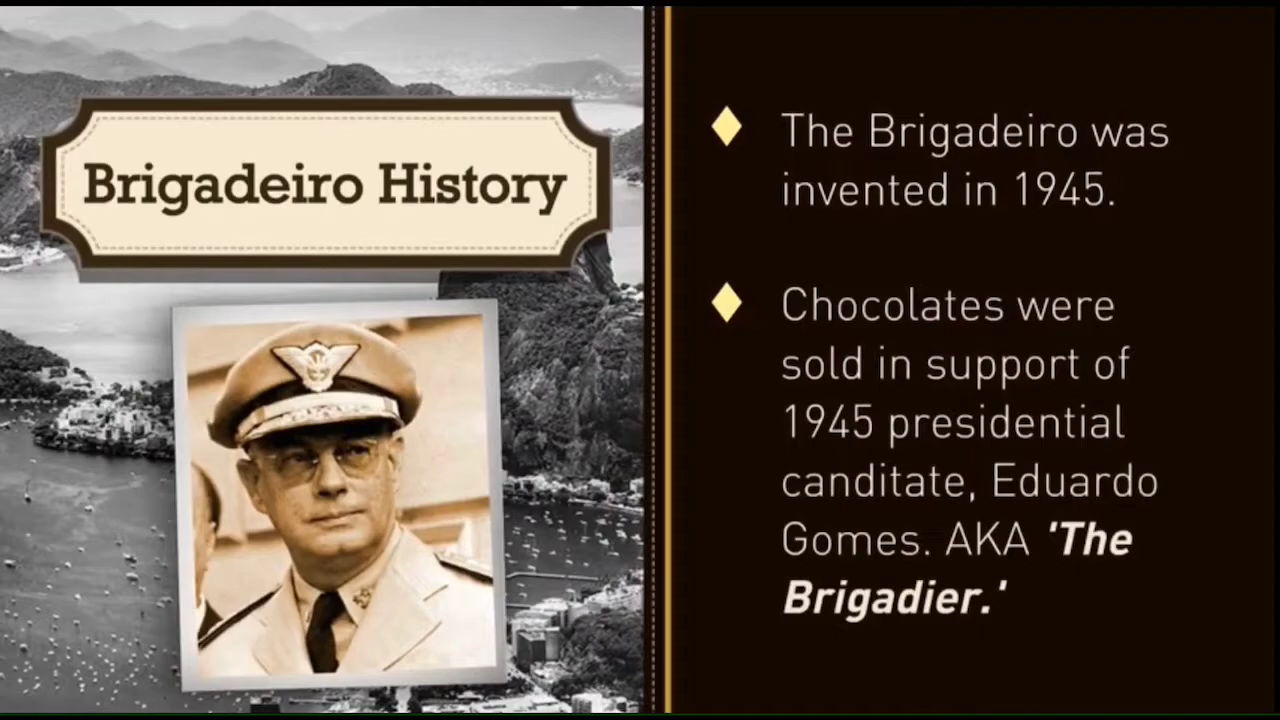 Brigadeiro History
The Brigadeiro was
invented in 1945.
Chocolates were
sold in support of
1945 presidential
canditate, Eduardo
Gomes. AKA 'The
Brigadier.'